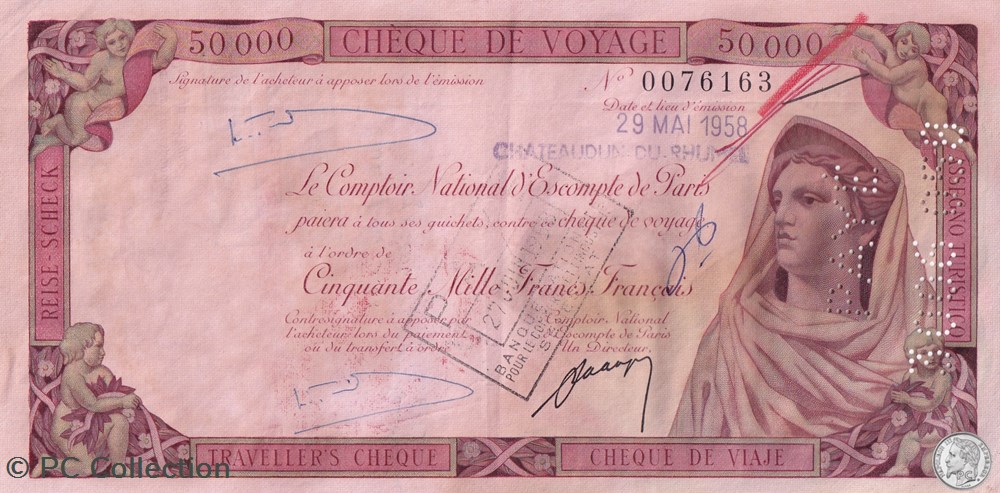 50 000 CHÈQUE DE VOYAGE 50 000
Signature de l'acheteur à apposer lors de l'émission
Nº 0076163
Date et lieu d'émission
29 MAI 1958
CHATEAUDUN-DU-RHUMEL
Le Comptoir National d'Escompte de Paris
paiera à tous ses guichets, contre ce chèque de voyage
à l'ordre de
Cinquante Mille Francs Français
Contresignature à apposer par
l'acheteur lors du paiement
ou du transfert à ordre
Comptoir National
d'Escompte de Paris
Un Directeur,
BANQUE
POUR LE COM
REISE-SCHECK
ASSEGNO TURISTICO
TRAVELLER'S CHEQUE
CHEQUE DE VIAJE
© PC Collection